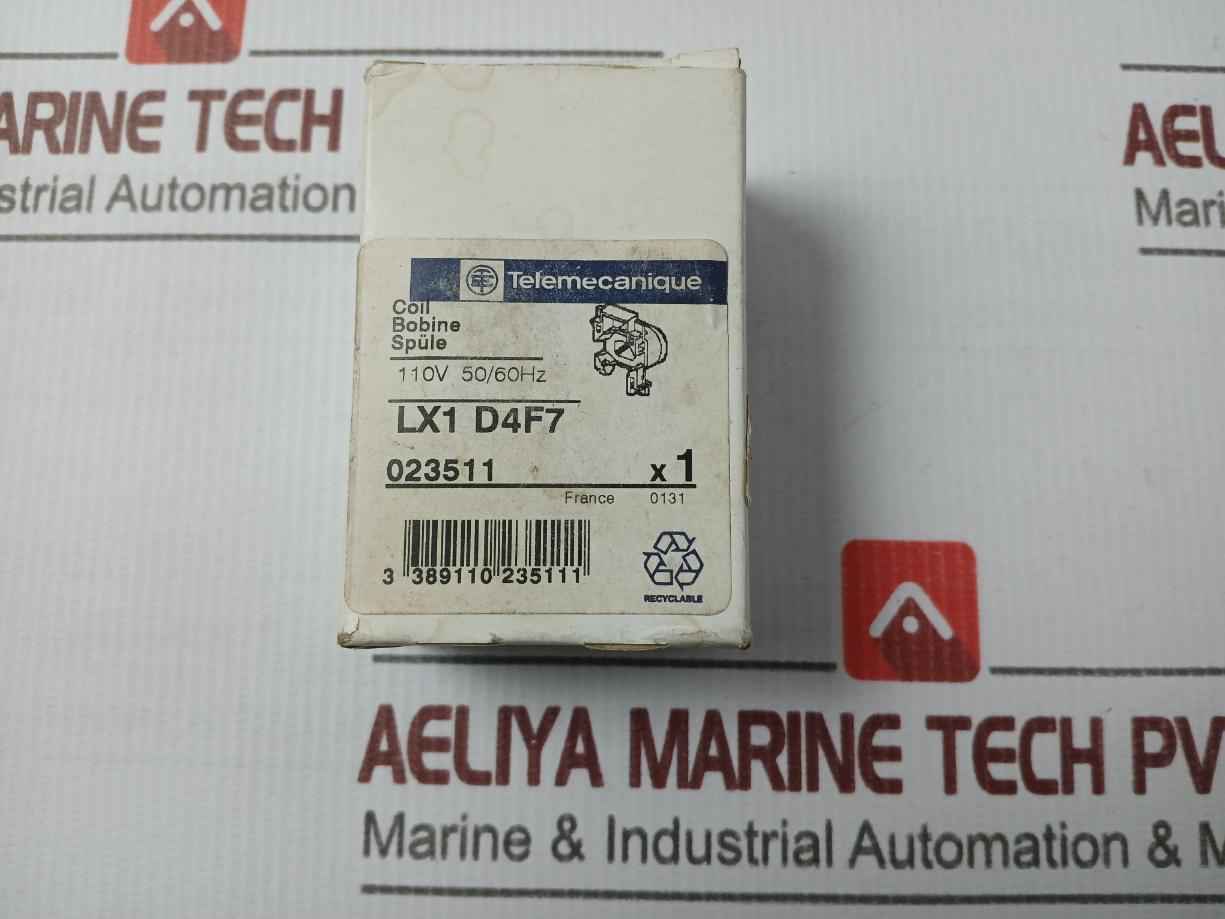 ARINE TECH
strial Automation
AEL
Mari
Telemecanique
Coil
Bobine
Spüle
110V 50/60Hz
LX1 D4F7
023511 x 1
France 0131
3 389110 235111
RECYCLABLE
AELIYA MARINE TECH PV
Marine & Industrial Automation & M